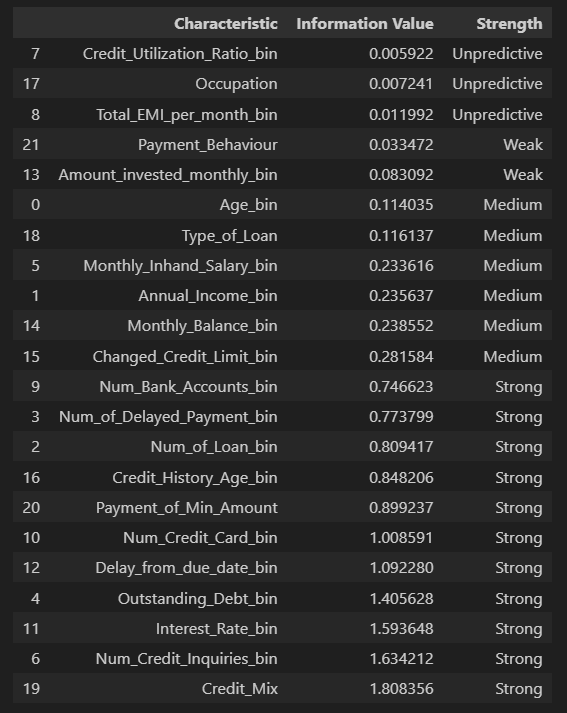 Characteristic Information Value Strength
7 Credit_Utilization_Ratio_bin 0.005922 Unpredictive
17 Occupation 0.007241 Unpredictive
8 Total_EMI_per_month_bin 0.011992 Unpredictive
21 Payment_Behaviour 0.033472 Weak
13 Amount_invested_monthly_bin 0.083092 Weak
0 Age_bin 0.114035 Medium
18 Type_of_Loan 0.116137 Medium
5 Monthly_Inhand_Salary_bin 0.233616 Medium
1 Annual_Income_bin 0.235637 Medium
14 Monthly_Balance_bin 0.238552 Medium
15 Changed_Credit_Limit_bin 0.281584 Medium
9 Num_Bank_Accounts_bin 0.746623 Strong
3 Num_of_Delayed_Payment_bin 0.773799 Strong
2 Num_of_Loan_bin 0.809417 Strong
16 Credit_History_Age_bin 0.848206 Strong
20 Payment_of_Min_Amount 0.899237 Strong
10 Num_Credit_Card_bin 1.008591 Strong
12 Delay_from_due_date_bin 1.092280 Strong
4 Outstanding_Debt_bin 1.405628 Strong
11 Interest_Rate_bin 1.593648 Strong
6 Num_Credit_Inquiries_bin 1.634212 Strong
19 Credit_Mix 1.808356 Strong